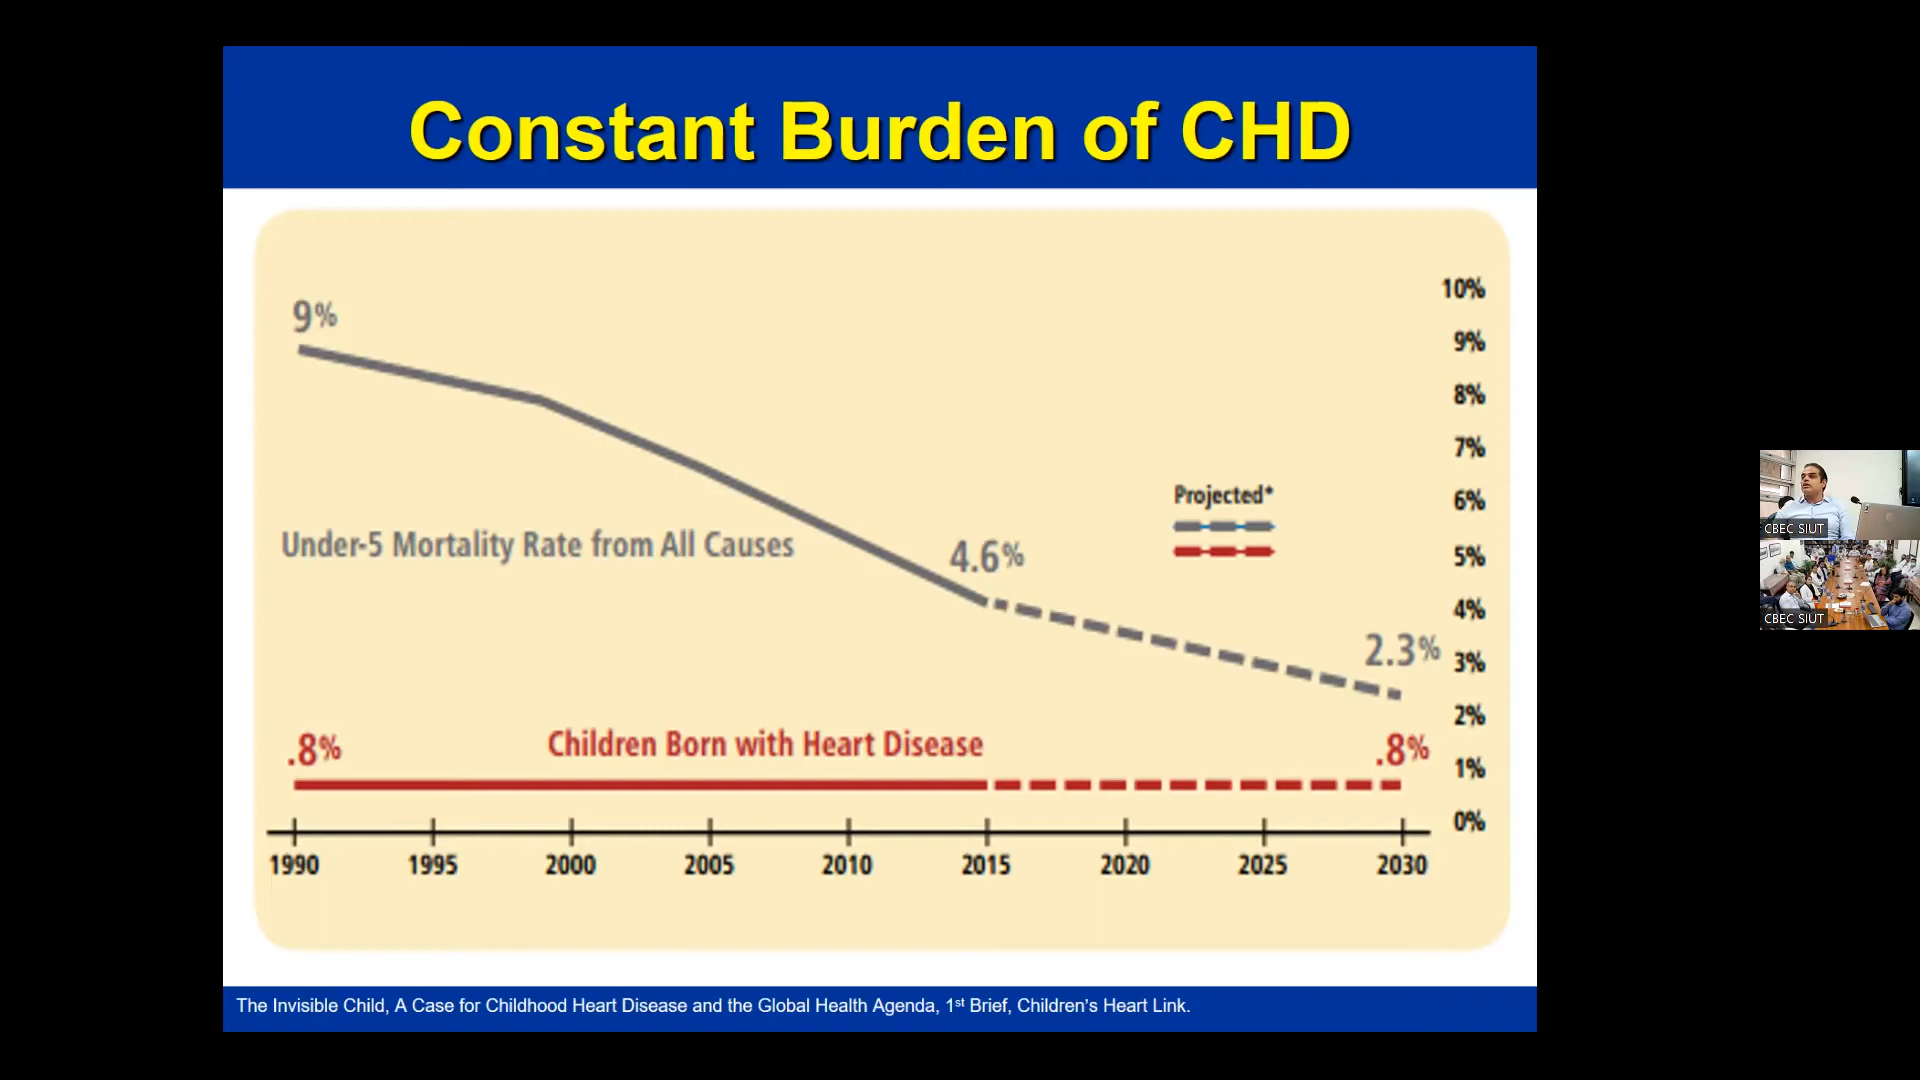 Constant Burden of CHD
10%
9%
9%
8%
7%
Projected*
6%
Under-5 Mortality Rate from All Causes
4.6%
5%
4%
2.3%
3%
2%
.8%
Children Born with Heart Disease
.8%
1%
0%
1990 1995 2000 2005 2010 2015 2020 2025 2030
The Invisible Child, A Case for Childhood Heart Disease and the Global Health Agenda, 1st Brief, Children's Heart Link.
CBEC SIUT
CBEC SIUT